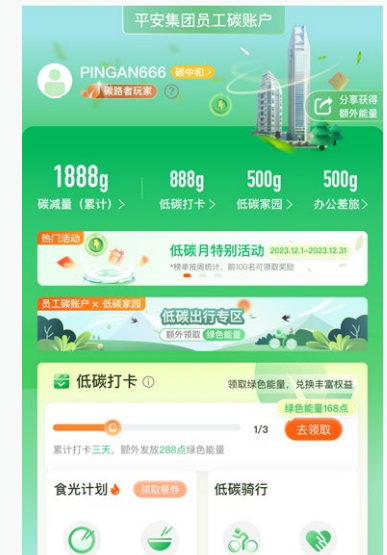 平安集团员工碳账户
PINGAN666 碳中和>
碳路者玩家 ?
分享获得
额外能量
1888g 888g 500g 500g
碳减量（累计）> 低碳打卡> 低碳家园> 办公差旅>
热门活动
低碳月特别活动 2023.12.1-2023.12.31
*榜单按周统计，前100名可领取奖励
员工碳账户×低碳家园
低碳出行专区
额外领取 绿色能量
低碳打卡 领取绿色能量，兑换丰富权益
绿色能量168点
1/3 去领取
累计打卡三天，额外发放288点绿色能量
食光计划 领取餐券 低碳骑行